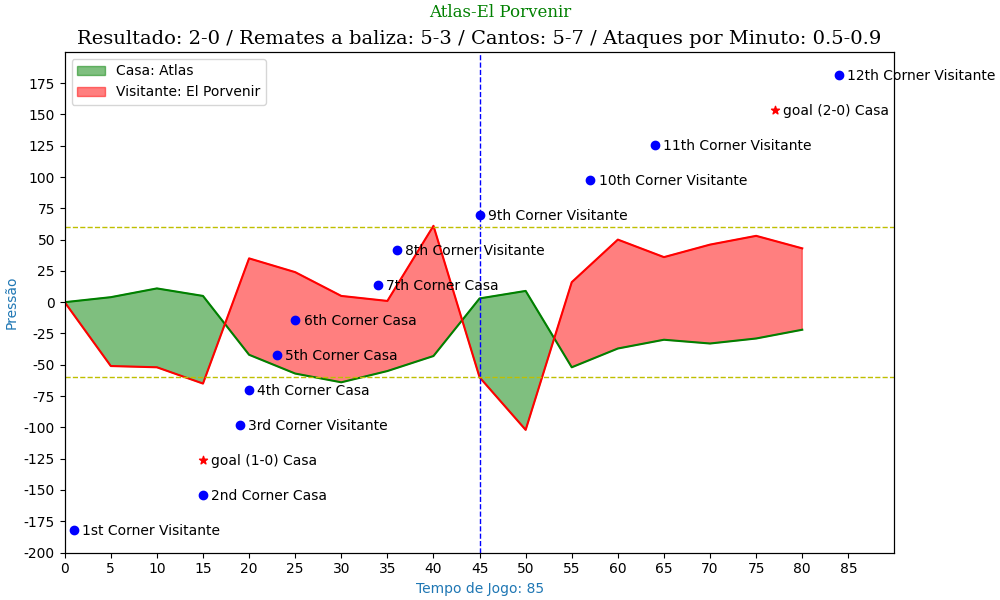 Atlas-El Porvenir
Resultado: 2-0 / Remates a baliza: 5-3 / Cantos: 5-7 / Ataques por Minuto: 0.5-0.9
Casa: Atlas
Visitante: El Porvenir
12th Corner Visitante
goal (2-0) Casa
11th Corner Visitante
10th Corner Visitante
9th Corner Visitante
8th Corner Visitante
7th Corner Casa
6th Corner Casa
5th Corner Casa
4th Corner Casa
3rd Corner Visitante
goal (1-0) Casa
2nd Corner Casa
1st Corner Visitante
Pressão
175
150
125
100
75
50
25
0
-25
-50
-75
-100
-125
-150
-175
-200
0 5 10 15 20 25 30 35 40 45 50 55 60 65 70 75 80 85
Tempo de Jogo: 85